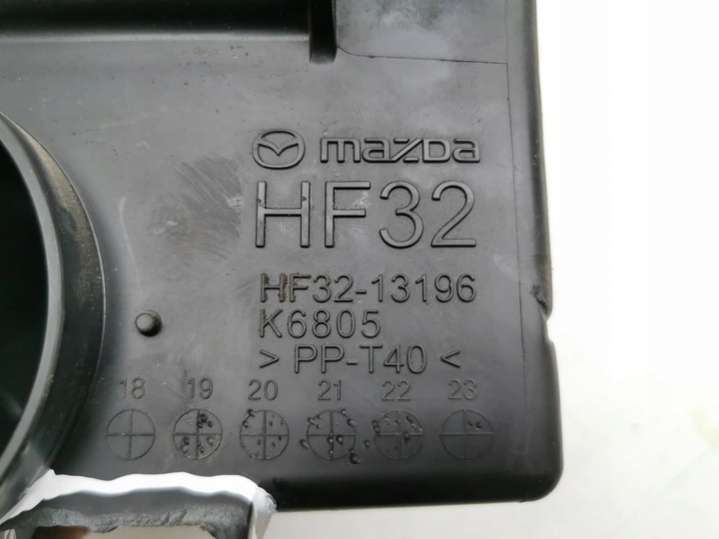 mazda
HF32
HF32-13196
K6805
> PP-T40 <
18 19 20 21 22 23